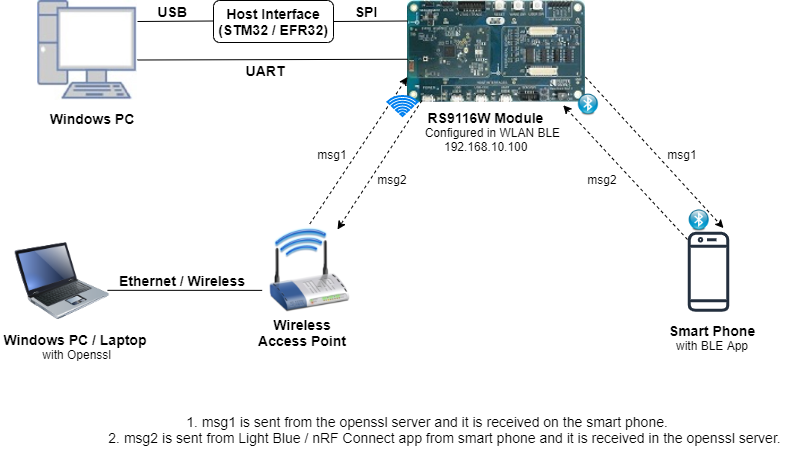 USB
Host Interface
(STM32 / EFR32)
SPI
UART
Windows PC
RS9116W Module
Configured in WLAN BLE
192.168.10.100
msg1
msg2
msg1
msg2
Ethernet / Wireless
Windows PC / Laptop
with Openssl
Wireless
Access Point
Smart Phone
with BLE App
1. msg1 is sent from the openssl server and it is received on the smart phone.
2. msg2 is sent from Light Blue / nRF Connect app from smart phone and it is received in the openssl server.